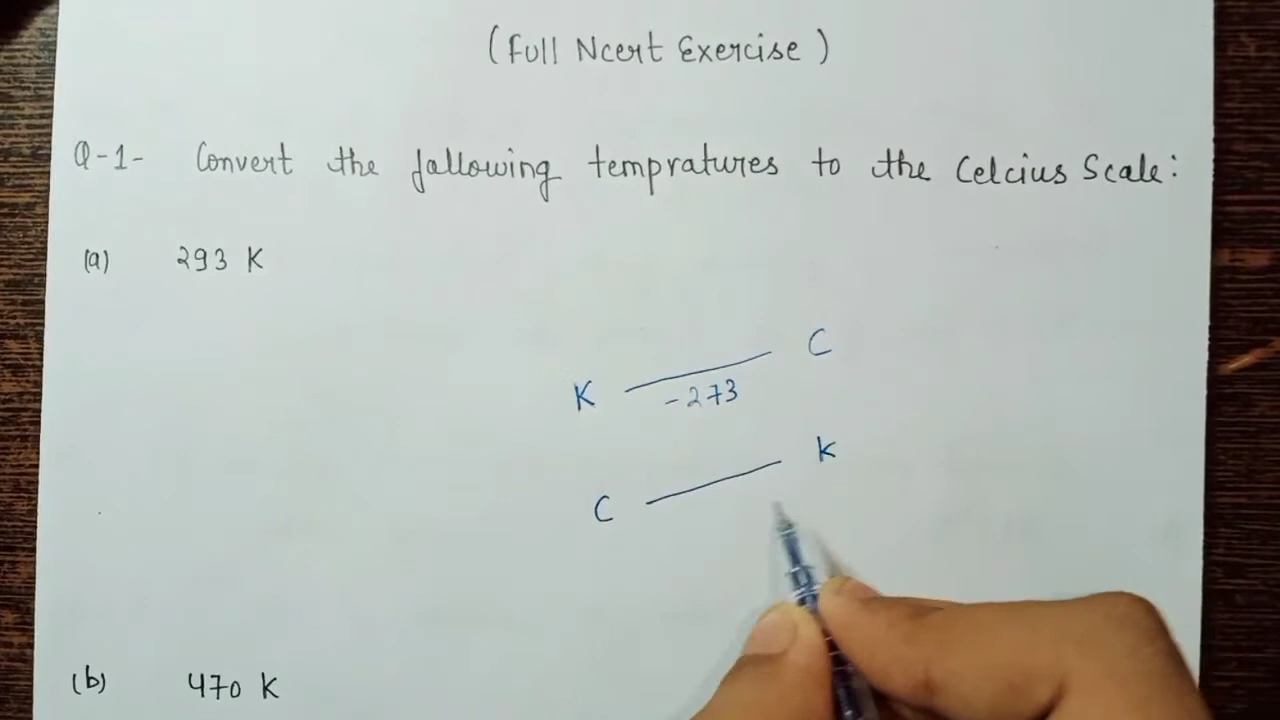 (Full Ncert Exercise)
Q-1- Convert the fallowing tempratures to the Celcius Scale:
(a) 293 K
K C
-273
C K
(b) 470 K